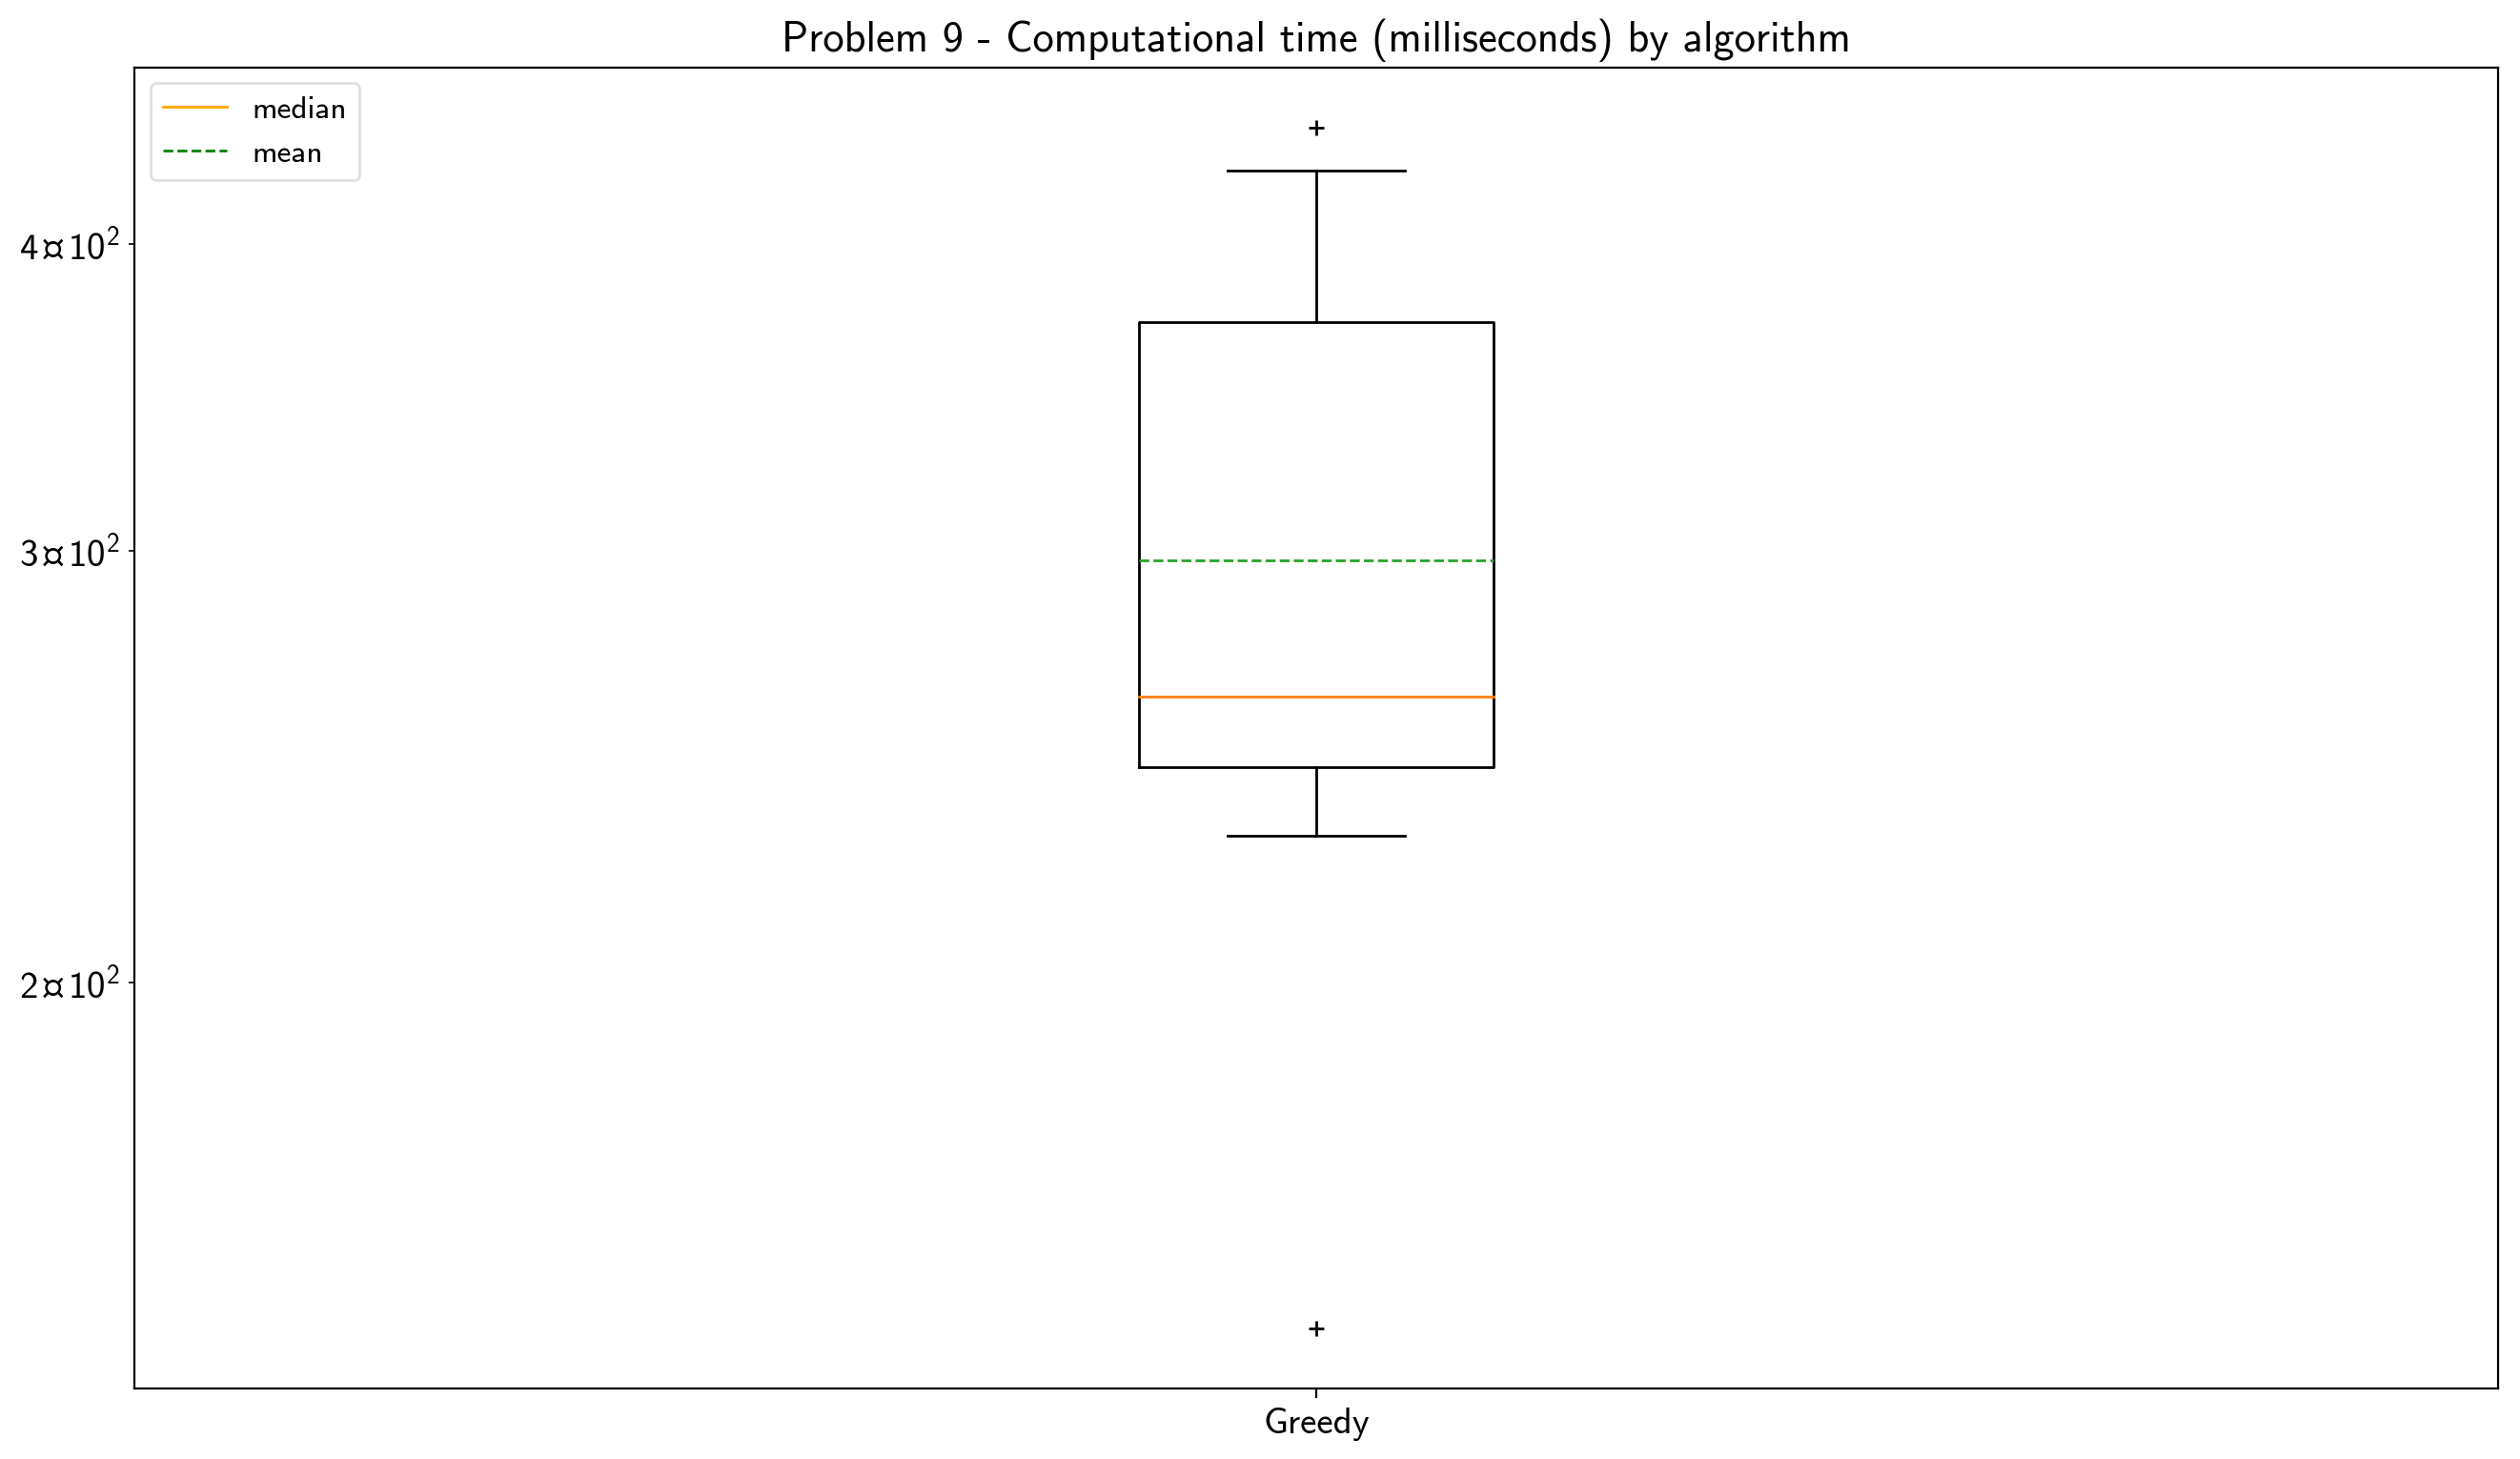 Problem 9 - Computational time (milliseconds) by algorithm
median
mean
4¤10²
3¤10²
2¤10²
Greedy